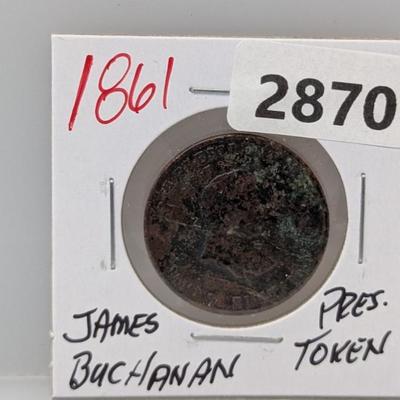 1861
2870
JAMES BUCHANAN
PRES. TOKEN